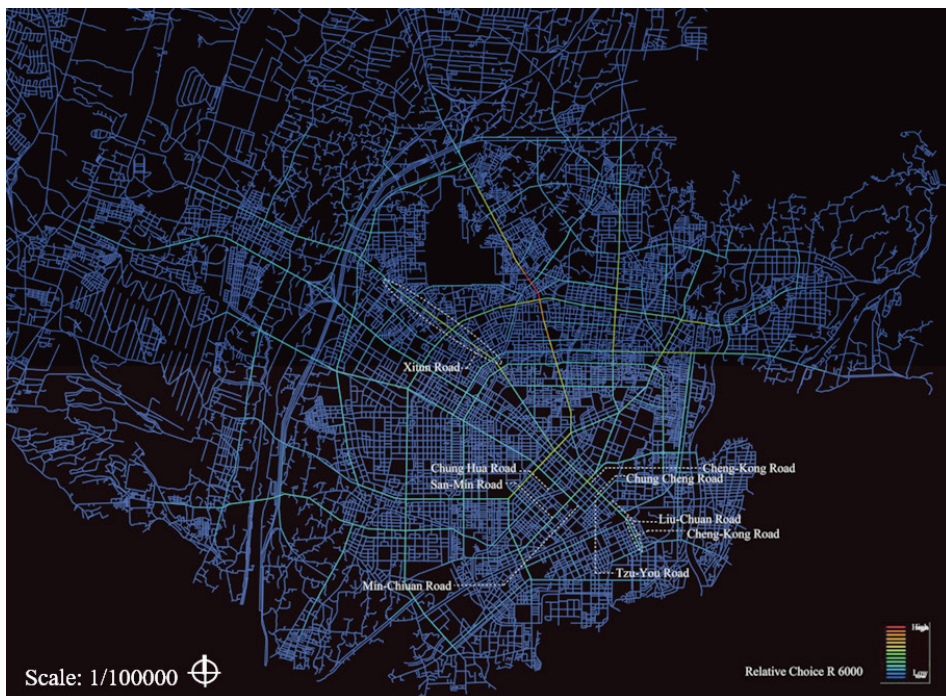 Xitun Road
Chung Hua Road
Cheng-Kong Road
San-Min Road
Chung Cheng Road
Liu-Chuan Road
Cheng-Kong Road
Tzu-You Road
Min-Chiuan Road
High
Low
Relative Choice R 6000
Scale: 1/100000